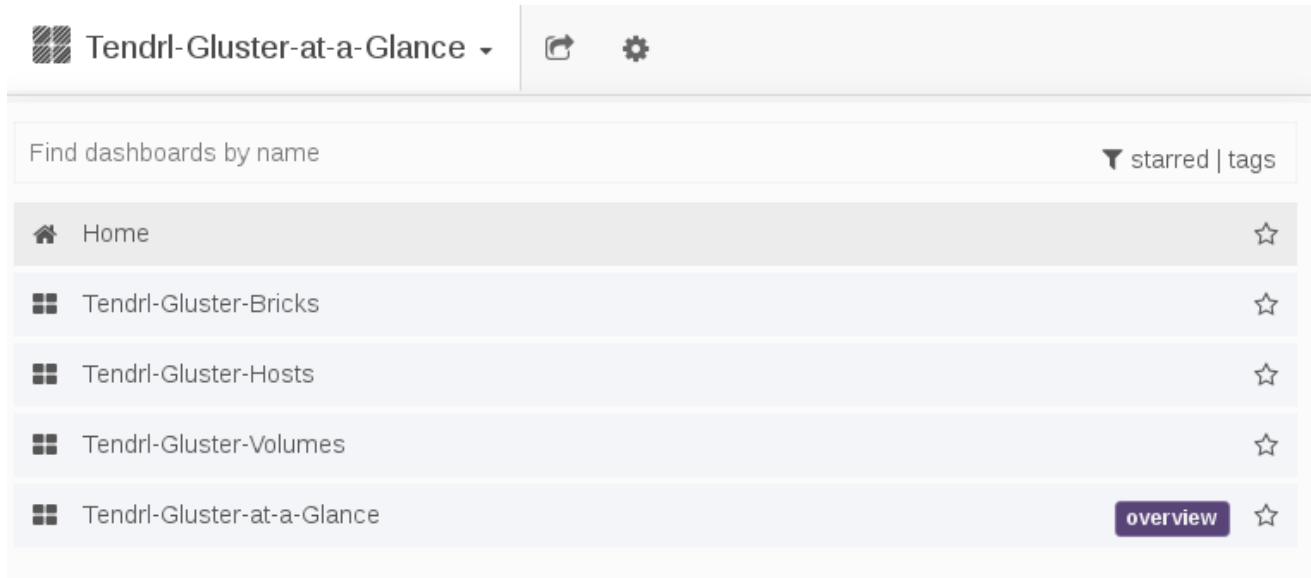 Tendrl-Gluster-at-a-Glance
Find dashboards by name
starred | tags
Home
Tendrl-Gluster-Bricks
Tendrl-Gluster-Hosts
Tendrl-Gluster-Volumes
Tendrl-Gluster-at-a-Glance overview